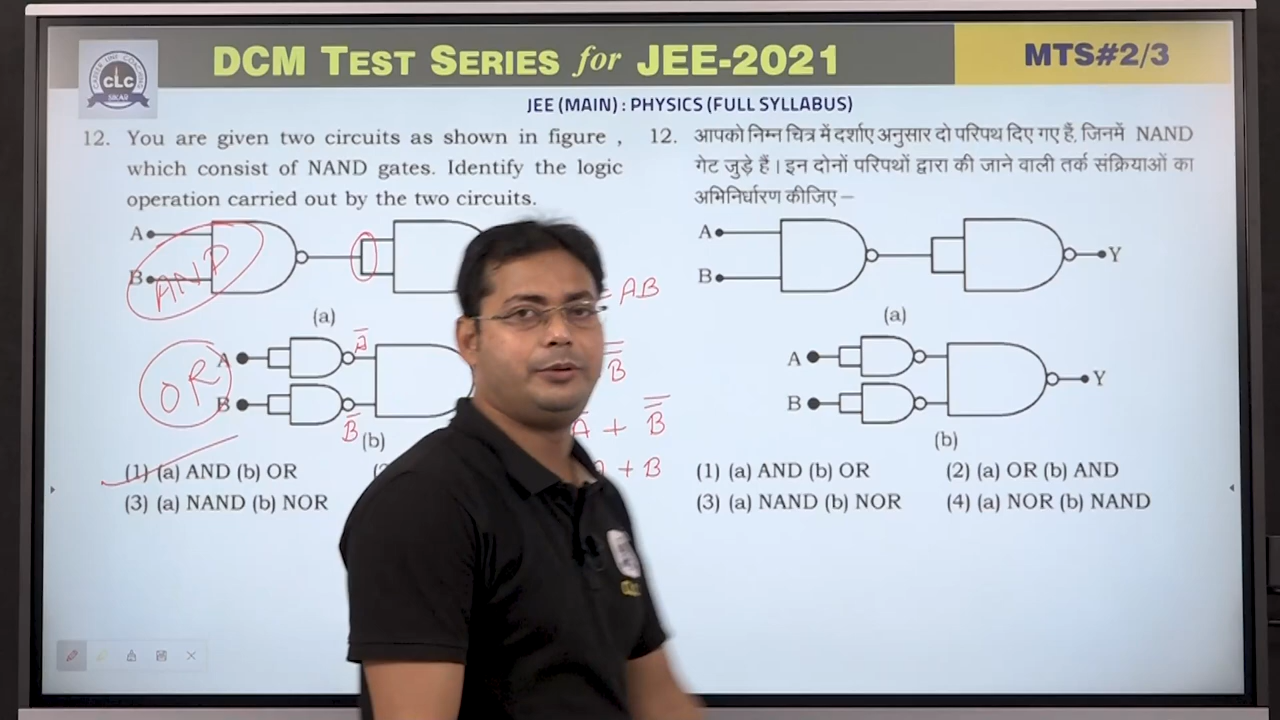 DCM TEST SERIES for JEE-2021
MTS#2/3
CLC
SIKAR
JEE (MAIN) : PHYSICS (FULL SYLLABUS)
12. You are given two circuits as shown in figure ,
which consist of NAND gates. Identify the logic
operation carried out by the two circuits.
A
B
AND
= AB
(a)
OR
A
B
A̅
B̅
B̿
A̅ + B̿
+ B
(b)
(1) (a) AND (b) OR
(3) (a) NAND (b) NOR
12. आपको निम्न चित्र में दर्शाए अनुसार दो परिपथ दिए गए हैं, जिनमें NAND
गेट जुड़े हैं। इन दोनों परिपथों द्वारा की जाने वाली तर्क संक्रियाओं का
अभिनिर्धारण कीजिए –
A
B
Y
(a)
A
B
Y
(b)
(1) (a) AND (b) OR (2) (a) OR (b) AND
(3) (a) NAND (b) NOR (4) (a) NOR (b) NAND